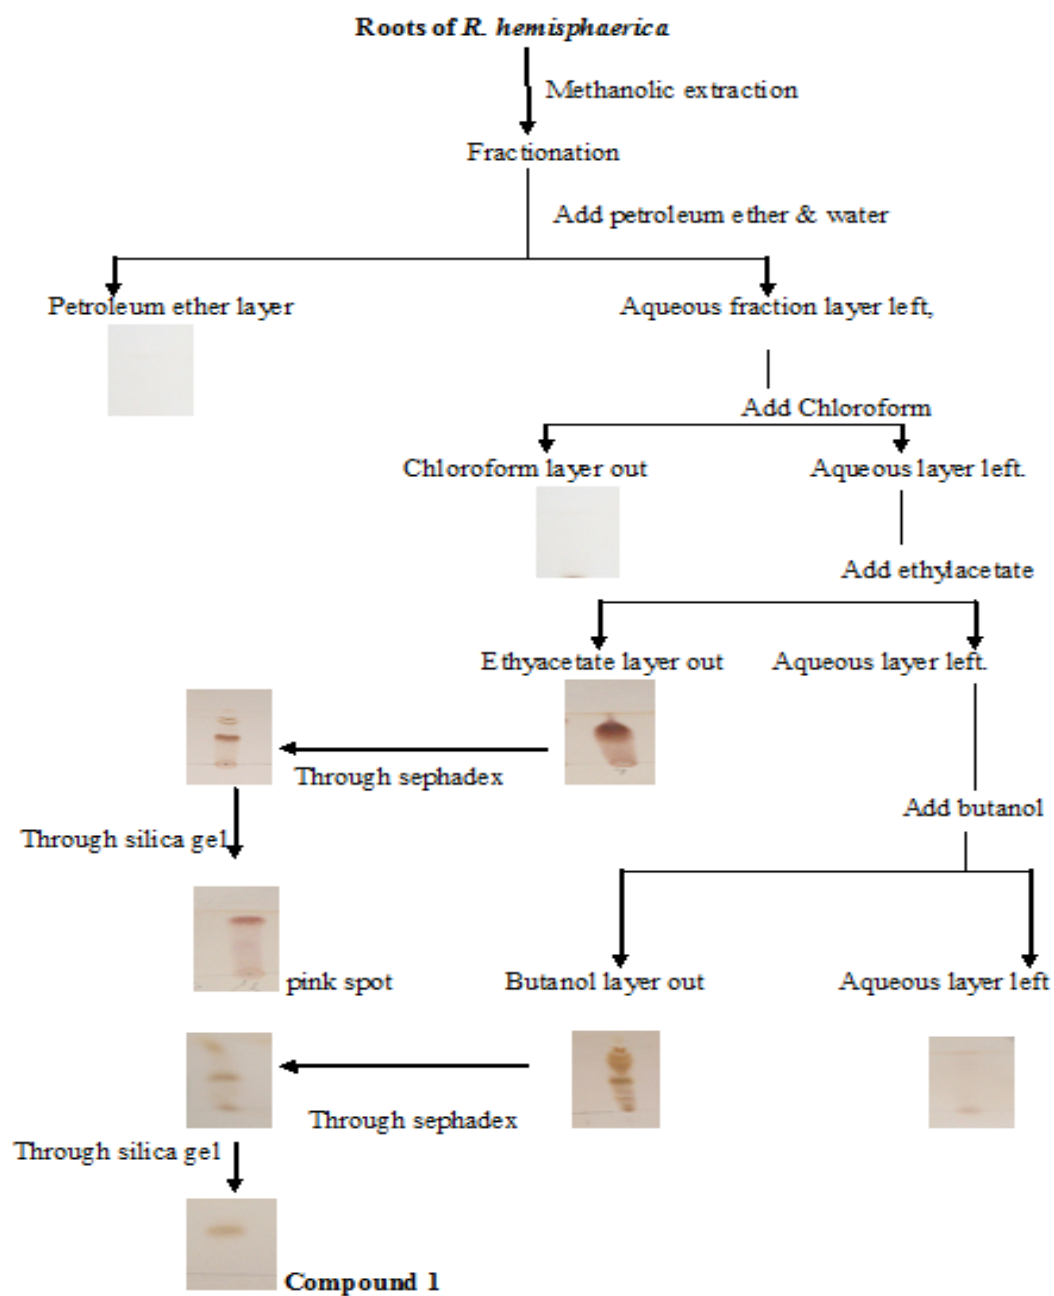 Roots of R. hemisphaerica
Methanolic extraction
Fractionation
Add petroleum ether & water
Petroleum ether layer
Aqueous fraction layer left,
Add Chloroform
Chloroform layer out
Aqueous layer left.
Add ethylacetate
Ethyacetate layer out
Aqueous layer left.
Through sephadex
Add butanol
Through silica gel
pink spot
Butanol layer out
Aqueous layer left
Through sephadex
Through silica gel
Compound 1